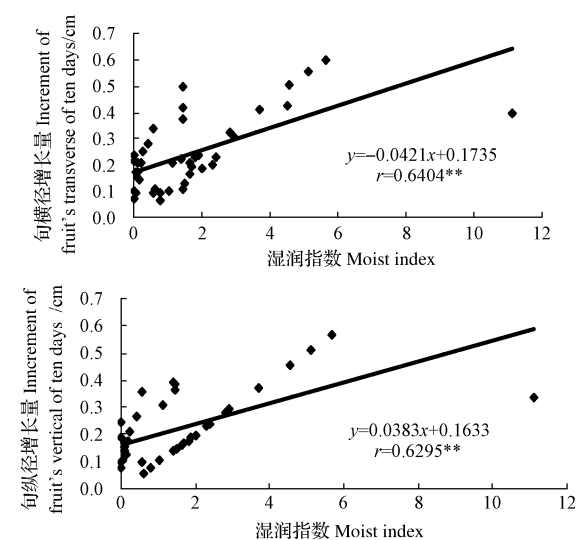 0.7
0.6
0.5
0.4
0.3
0.2
0.1
0.0
旬横径增长量 Increment of
fruit's transverse of ten days/cm
y=−0.0421x+0.1735
r=0.6404**
0 2 4 6 8 10 12
湿润指数 Moist index
0.7
0.6
0.5
0.4
0.3
0.2
0.1
0.0
旬纵径增长量 Inncrement of
fruit's vertical of ten days /cm
y=0.0383x+0.1633
r=0.6295**
0 2 4 6 8 10 12
湿润指数 Moist index